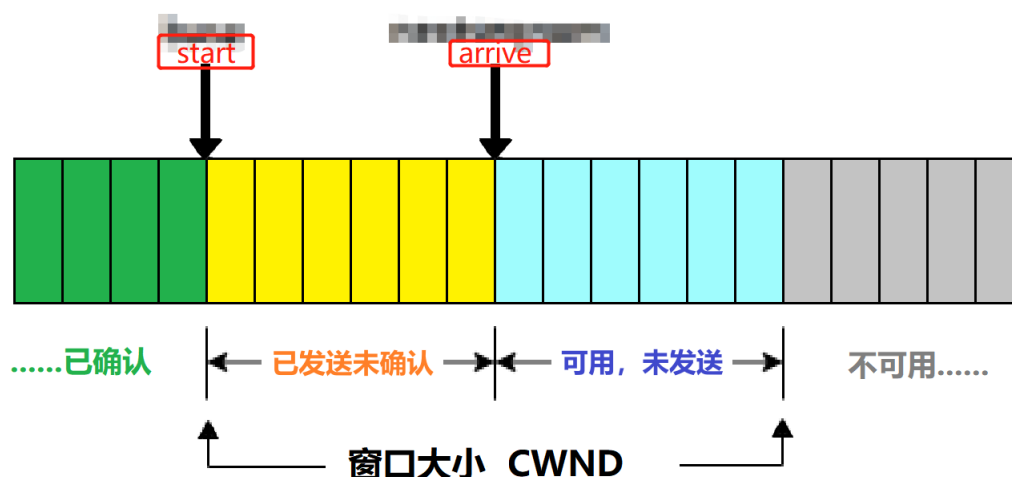 start
arrive
......已确认
已发送未确认
可用，未发送
不可用......
窗口大小 CWND